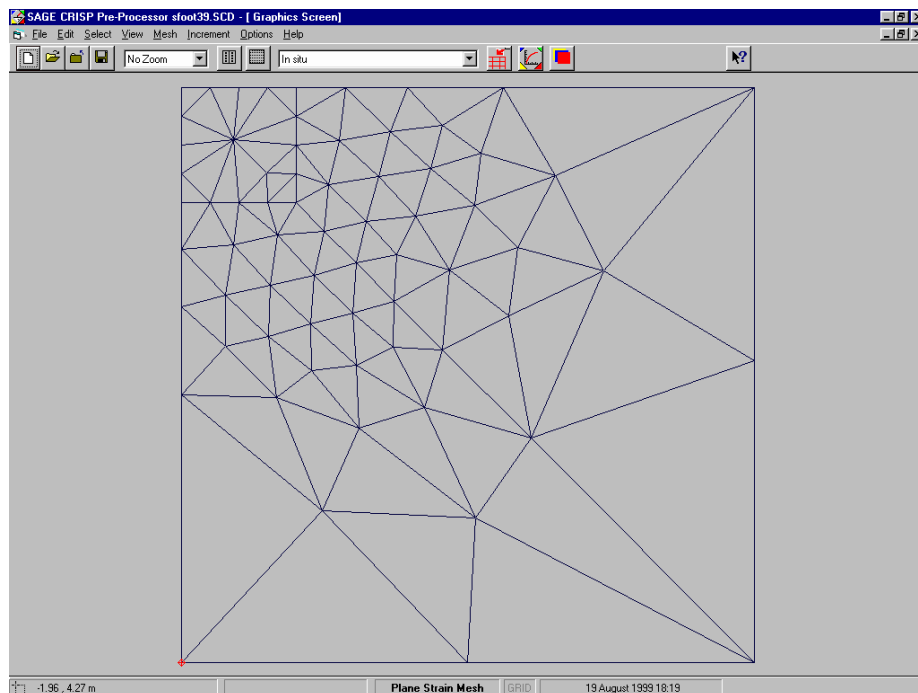 SAGE CRISP Pre-Processor sfoot39.SCD - [ Graphics Screen]
File Edit Select View Mesh Increment Options Help
No Zoom In situ
-1.96 , 4.27 m Plane Strain Mesh GRID 19 August 1999 18:19